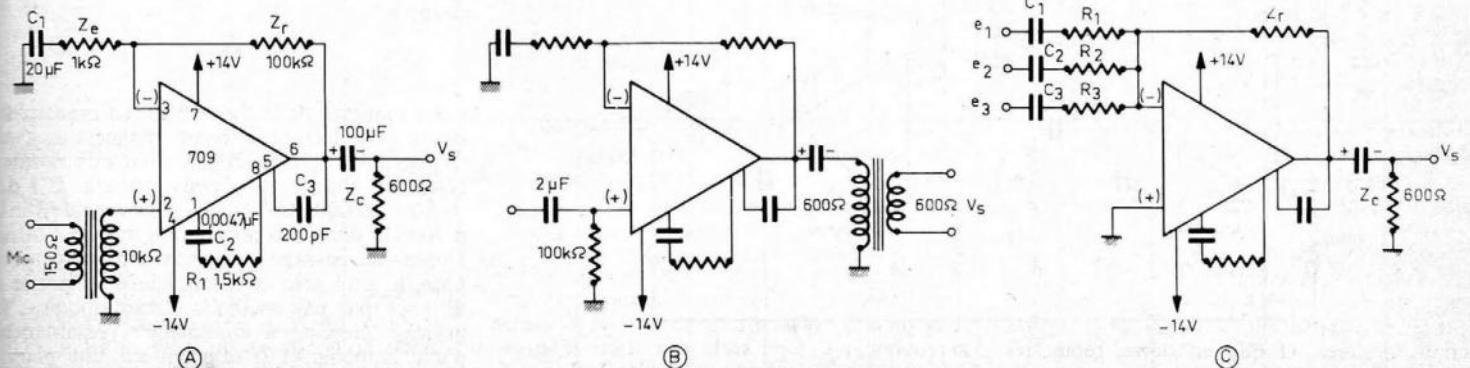 C1
Ze
20µF
1kΩ
Zr
100kΩ
+14V
(-)
3
7
709
6
5
8
(+)
2
4
1
100µF
+ -
VS
Zc
600Ω
C3
200pF
0,0047µF
C2
R1 1,5kΩ
Mic.
150Ω
10kΩ
-14V
A
+14V
(-)
(+)
2µF
100kΩ
+ -
600Ω
600Ω
VS
-14V
B
C1
R1
e1
C2
R2
e2
C3
R3
e3
Zr
+14V
(-)
(+)
+ -
VS
Zc
600Ω
-14V
C